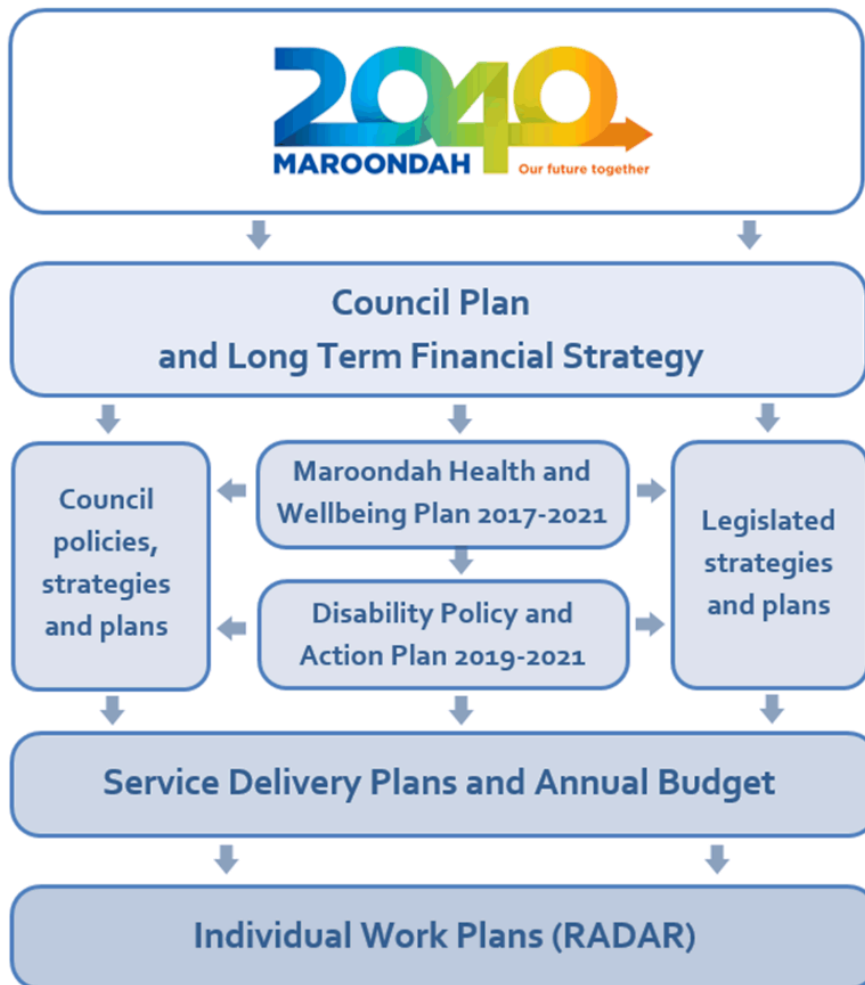 2040
MAROONDAH
Our future together
Council Plan
and Long Term Financial Strategy
Council
policies,
strategies
and plans
Maroondah Health and
Wellbeing Plan 2017-2021
Disability Policy and
Action Plan 2019-2021
Legislated
strategies
and plans
Service Delivery Plans and Annual Budget
Individual Work Plans (RADAR)